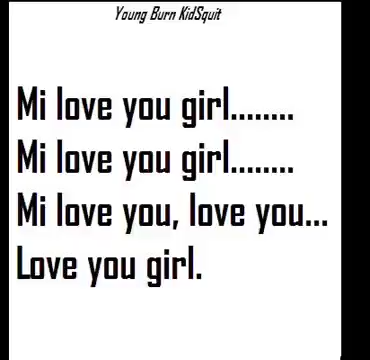 Young Burn KidSquit
Mi love you girl........
Mi love you girl........
Mi love you, love you...
Love you girl.